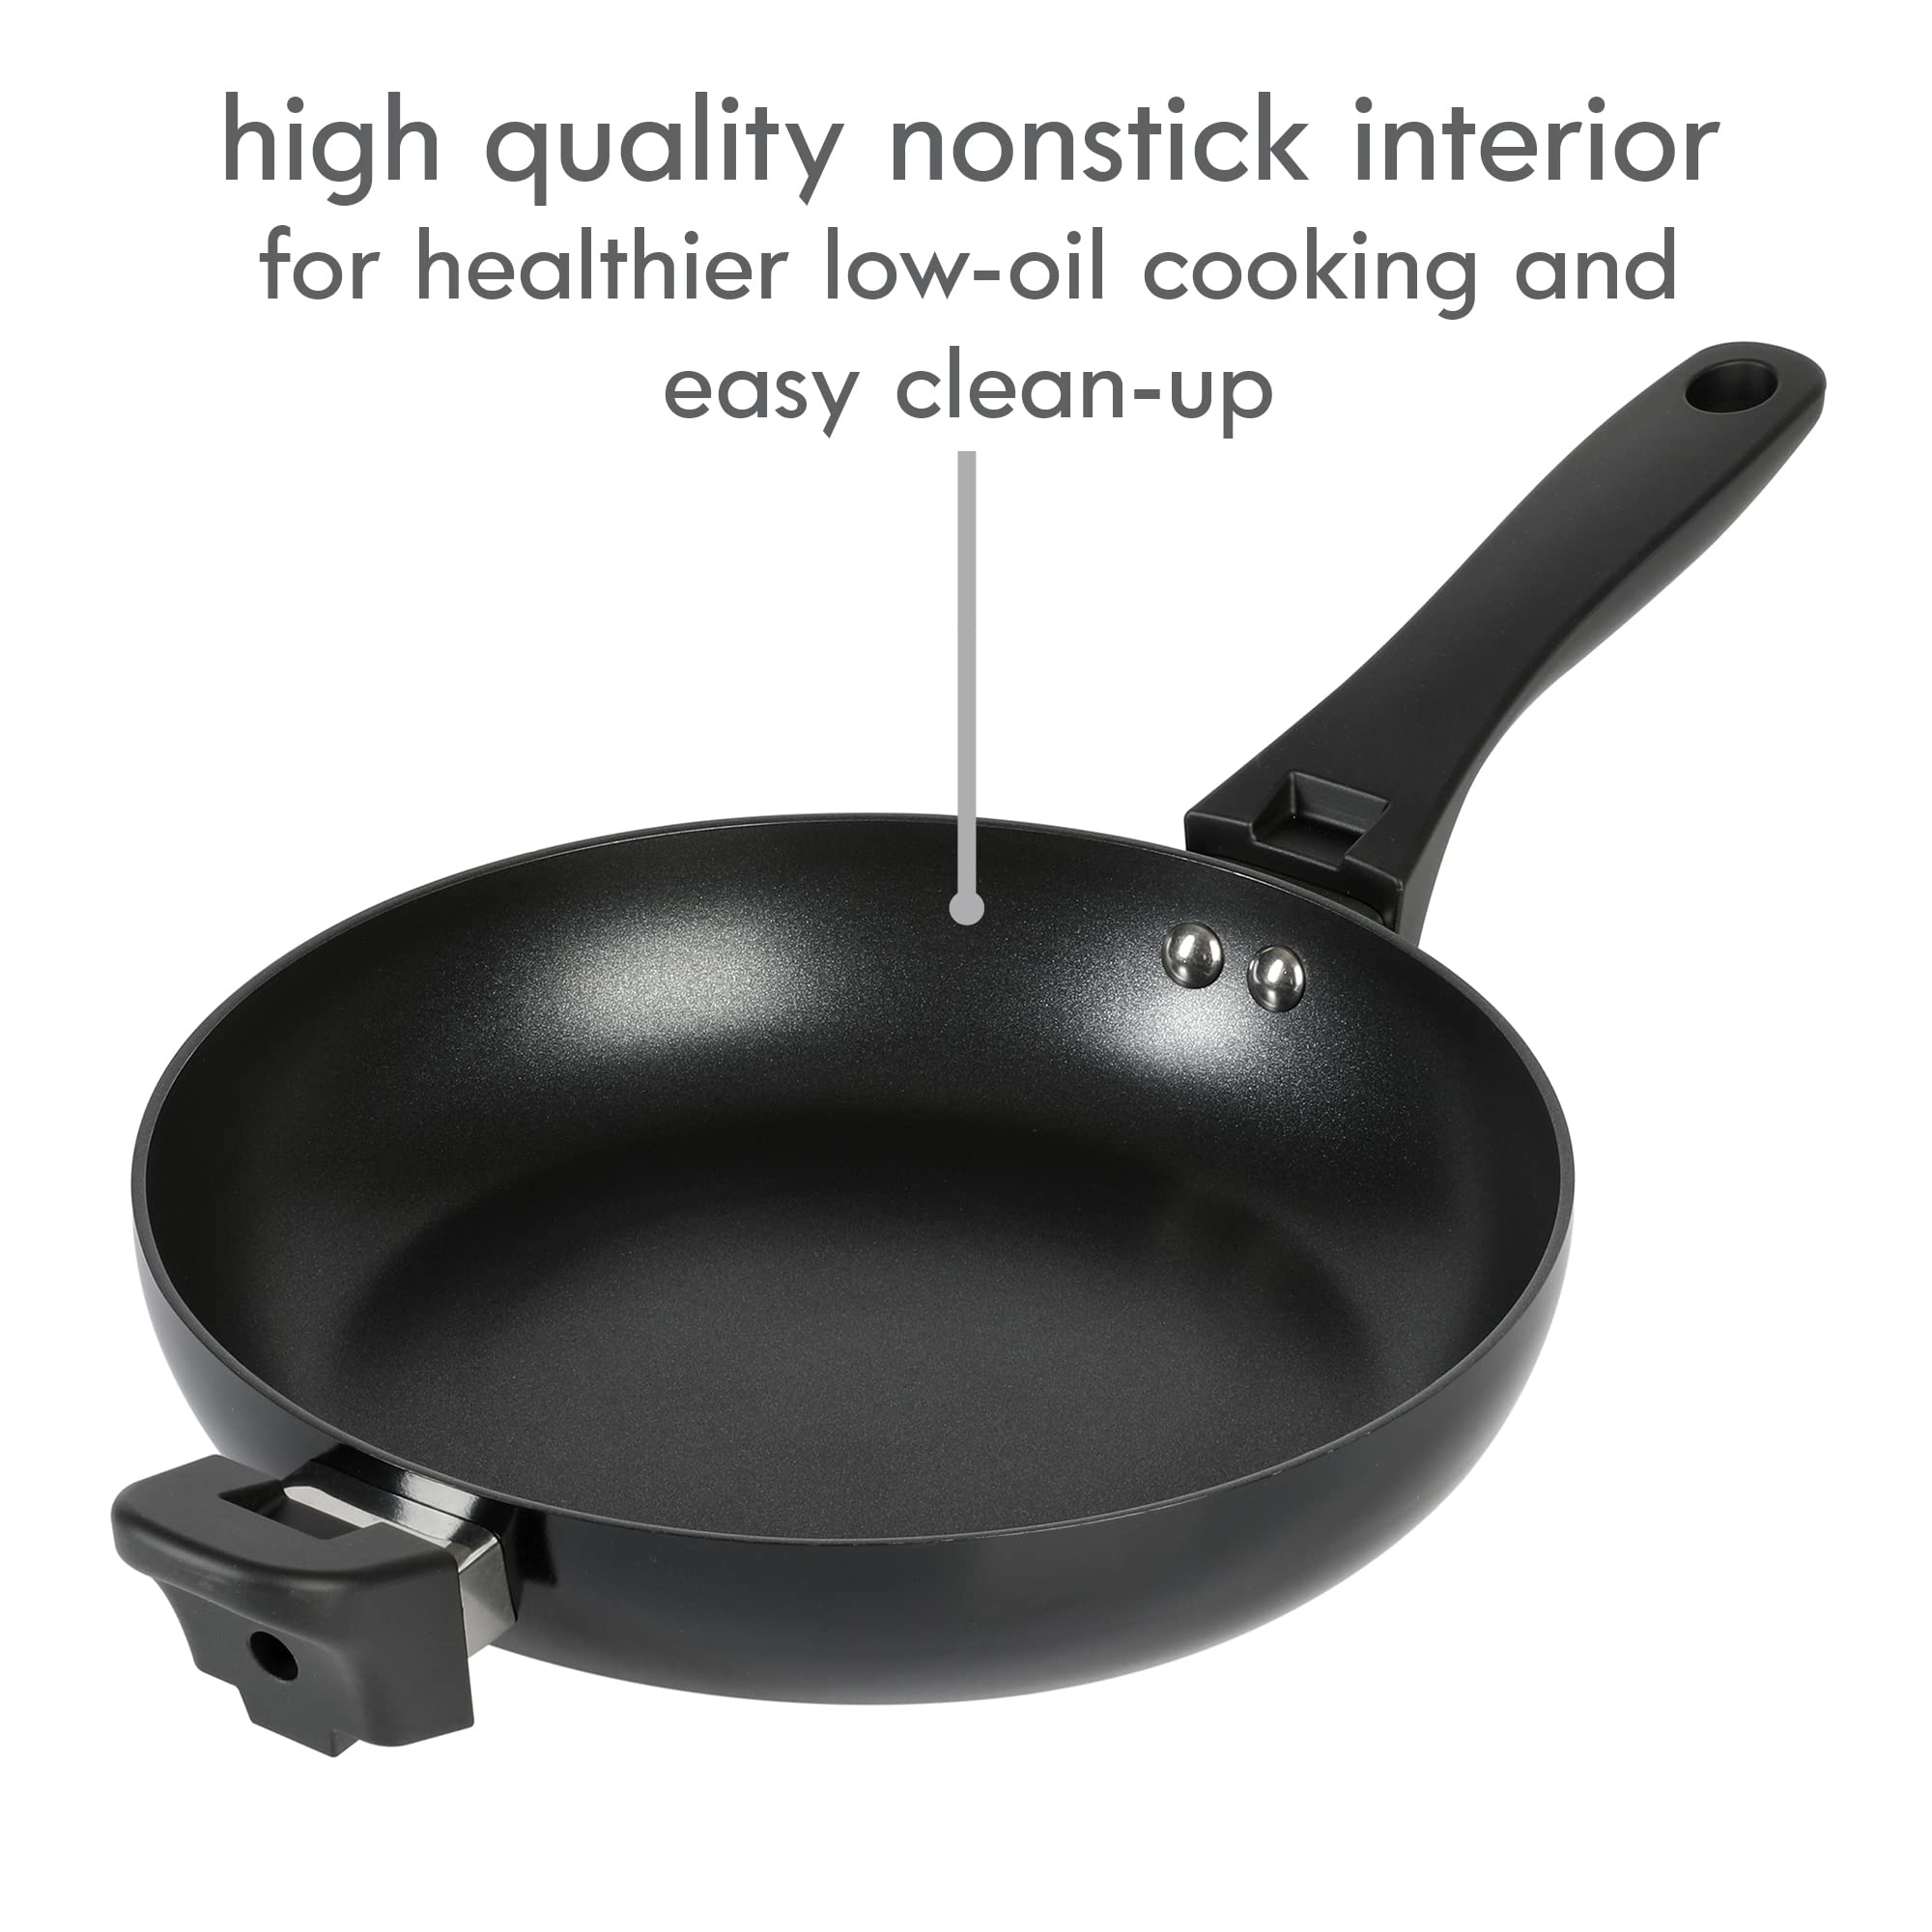 high quality nonstick interior
for healthier low-oil cooking and
easy clean-up